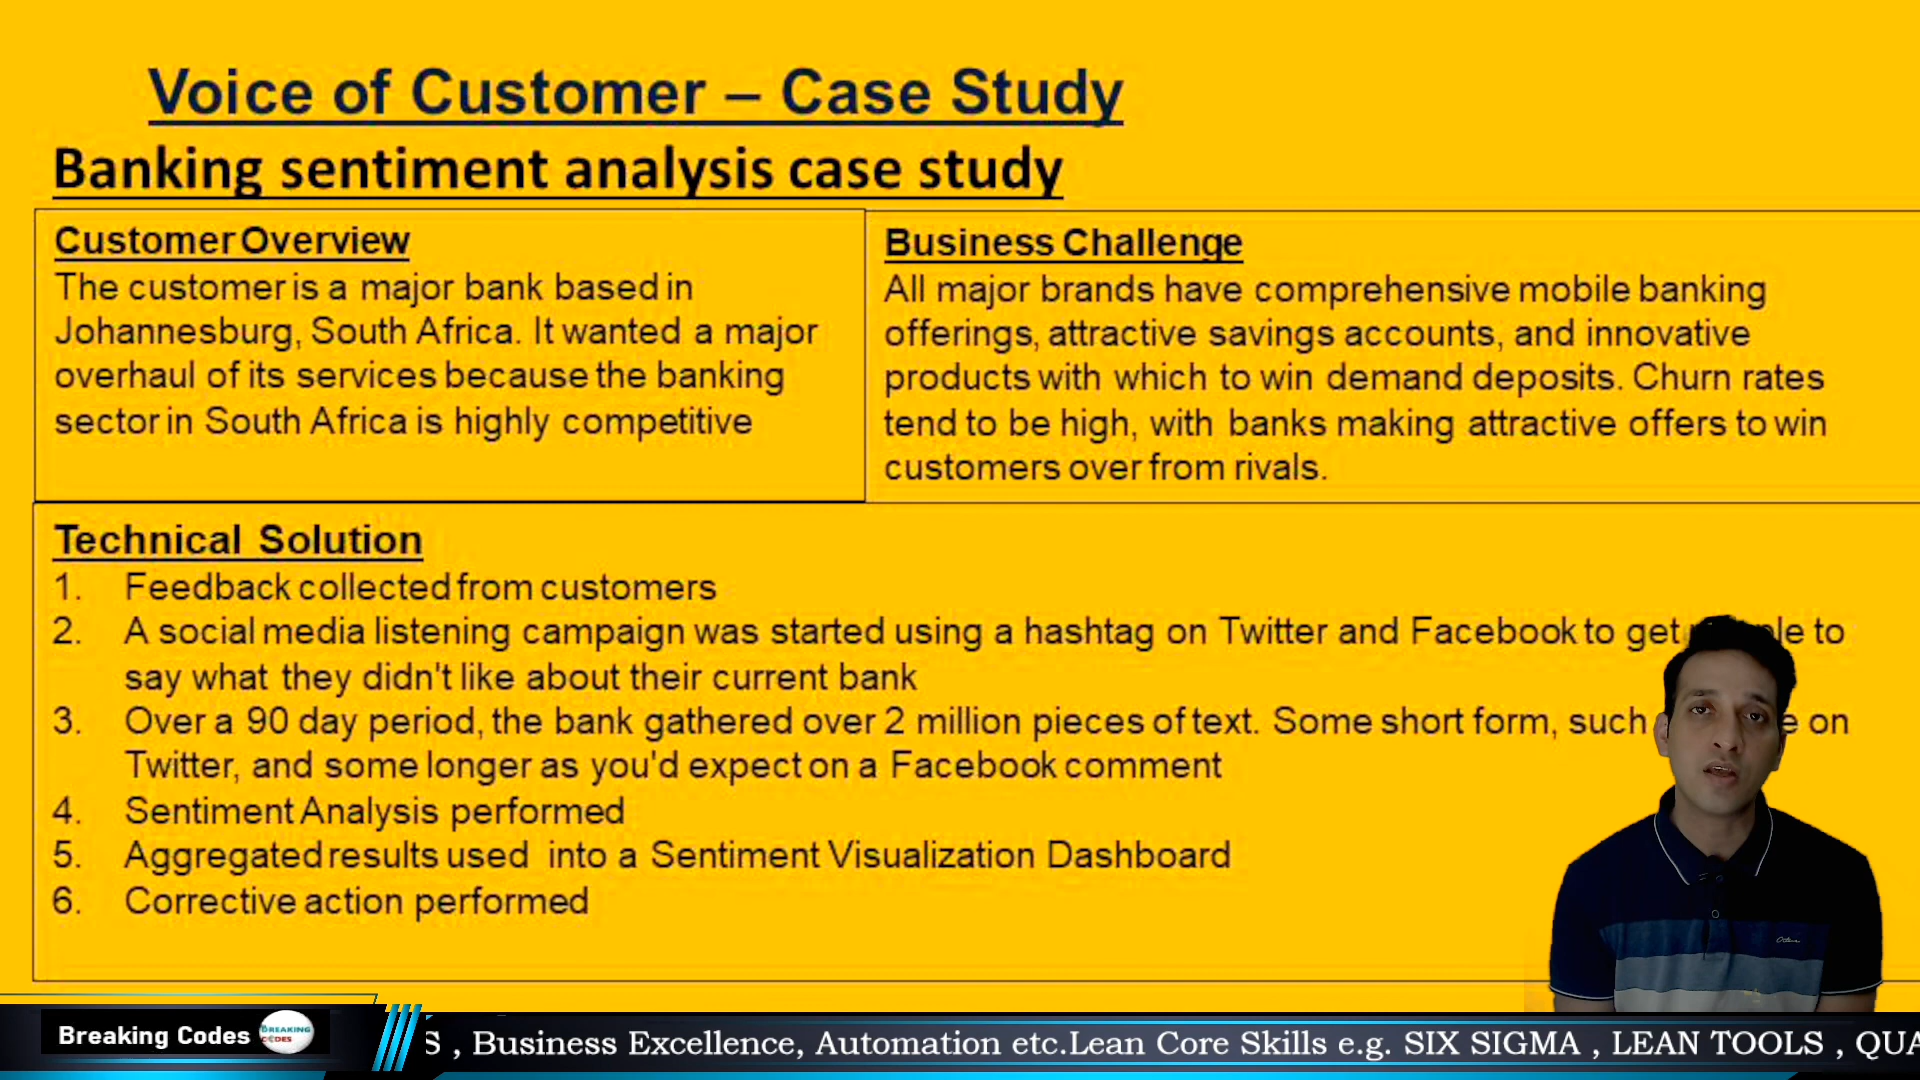 Voice of Customer – Case Study
Banking sentiment analysis case study
Customer Overview
The customer is a major bank based in
Johannesburg, South Africa. It wanted a major
overhaul of its services because the banking
sector in South Africa is highly competitive
Business Challenge
All major brands have comprehensive mobile banking
offerings, attractive savings accounts, and innovative
products with which to win demand deposits. Churn rates
tend to be high, with banks making attractive offers to win
customers over from rivals.
Technical Solution
1. Feedback collected from customers
2. A social media listening campaign was started using a hashtag on Twitter and Facebook to get to
say what they didn't like about their current bank
3. Over a 90 day period, the bank gathered over 2 million pieces of text. Some short form, such on
Twitter, and some longer as you'd expect on a Facebook comment
4. Sentiment Analysis performed
5. Aggregated results used into a Sentiment Visualization Dashboard
6. Corrective action performed
Breaking Codes
BREAKING
CODES
S , Business Excellence, Automation etc.Lean Core Skills e.g. SIX SIGMA , LEAN TOOLS , QUA